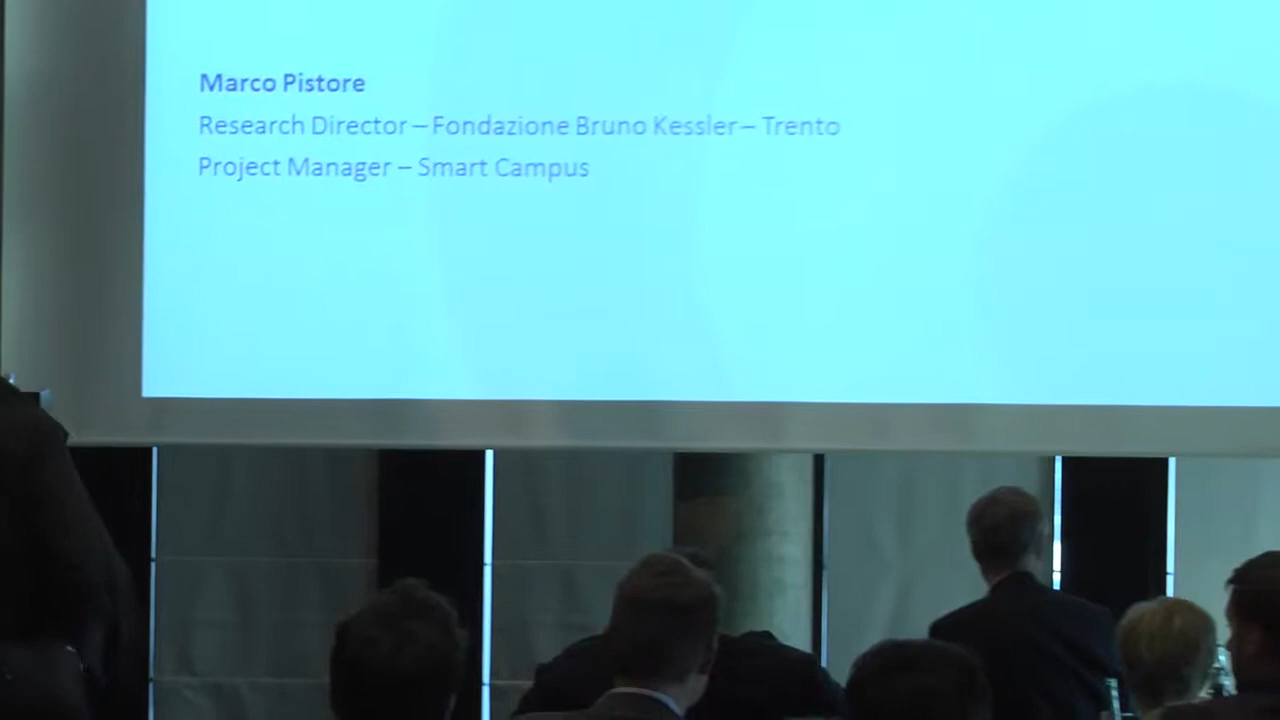 Marco Pistore
Research Director – Fondazione Bruno Kessler – Trento
Project Manager – Smart Campus